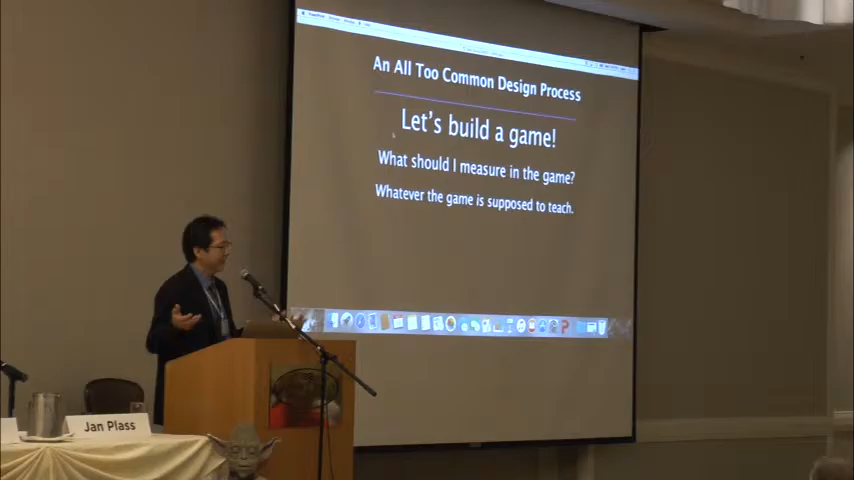 An All Too Common Design Process
Let's build a game!
What should I measure in the game?
Whatever the game is supposed to teach.
Jan Plass